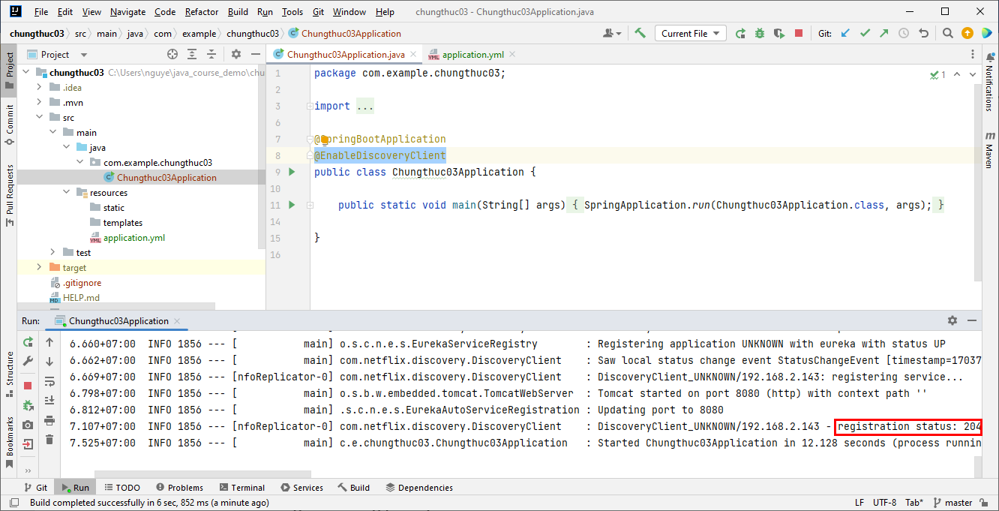 File Edit View Navigate Code Refactor Build Run Tools Git Window Help chungthuc03 - Chungthuc03Application.java
chungthuc03 src main java com example chungthuc03 Chungthuc03Application Current File Git:
Project Chungthuc03Application.java application.yml
Project
Commit
Pull Requests
Structure
Bookmarks
chungthuc03 C:\Users\nguye\java_course_demo\chu
.idea
.mvn
src
main
java
com.example.chungthuc03
Chungthuc03Application
resources
static
templates
application.yml
test
target
.gitignore
HELP.md
1 package com.example.chungthuc03;
2
3 import ...
6
7 @SpringBootApplication
8 @EnableDiscoveryClient
9 public class Chungthuc03Application {
10
11 public static void main(String[] args) { SpringApplication.run(Chungthuc03Application.class, args); }
14
15 }
16
1
Notifications
Maven
Run: Chungthuc03Application
6.660+07:00 INFO 1856 --- [ main] o.s.c.n.e.s.EurekaServiceRegistry : Registering application UNKNOWN with eureka with status UP
6.662+07:00 INFO 1856 --- [ main] com.netflix.discovery.DiscoveryClient : Saw local status change event StatusChangeEvent [timestamp=17037
6.669+07:00 INFO 1856 --- [nfoReplicator-0] com.netflix.discovery.DiscoveryClient : DiscoveryClient_UNKNOWN/192.168.2.143: registering service...
6.798+07:00 INFO 1856 --- [ main] o.s.b.w.embedded.tomcat.TomcatWebServer : Tomcat started on port 8080 (http) with context path ''
6.812+07:00 INFO 1856 --- [ main] .s.c.n.e.s.EurekaAutoServiceRegistration : Updating port to 8080
7.107+07:00 INFO 1856 --- [nfoReplicator-0] com.netflix.discovery.DiscoveryClient : DiscoveryClient_UNKNOWN/192.168.2.143 - registration status: 204
7.525+07:00 INFO 1856 --- [ main] c.e.chungthuc03.Chungthuc03Application : Started Chungthuc03Application in 12.128 seconds (process runnin
Git Run TODO Problems Terminal Services Build Dependencies
Build completed successfully in 6 sec, 852 ms (a minute ago) LF UTF-8 Tab* master